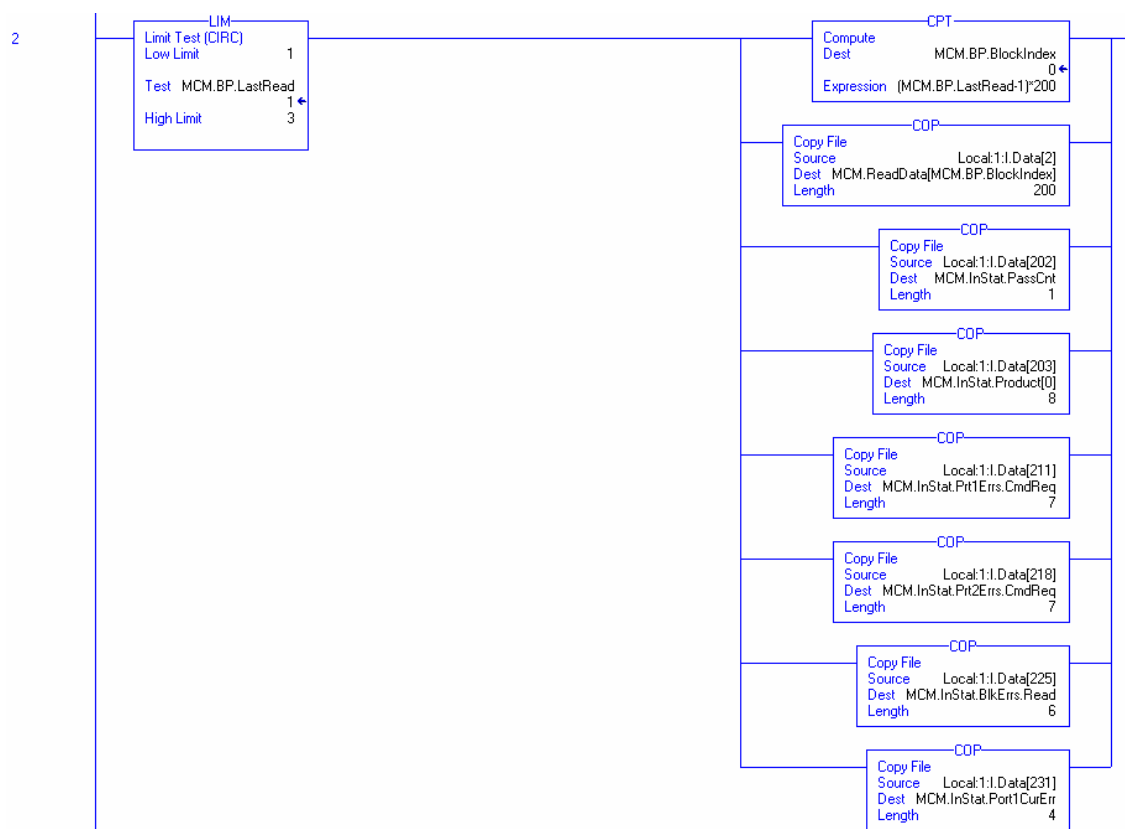 2
LIM
Limit Test (CIRC)
Low Limit 1
Test MCM.BP.LastRead
1
High Limit 3
CPT
Compute
Dest MCM.BP.BlockIndex
0
Expression (MCM.BP.LastRead-1)*200
COP
Copy File
Source Local:1:I.Data[2]
Dest MCM.ReadData[MCM.BP.BlockIndex]
Length 200
COP
Copy File
Source Local:1:I.Data[202]
Dest MCM.InStat.PassCnt
Length 1
COP
Copy File
Source Local:1:I.Data[203]
Dest MCM.InStat.Product[0]
Length 8
COP
Copy File
Source Local:1:I.Data[211]
Dest MCM.InStat.Prt1Errs.CmdReq
Length 7
COP
Copy File
Source Local:1:I.Data[218]
Dest MCM.InStat.Prt2Errs.CmdReq
Length 7
COP
Copy File
Source Local:1:I.Data[225]
Dest MCM.InStat.BlkErrs.Read
Length 6
COP
Copy File
Source Local:1:I.Data[231]
Dest MCM.InStat.Port1CurErr
Length 4